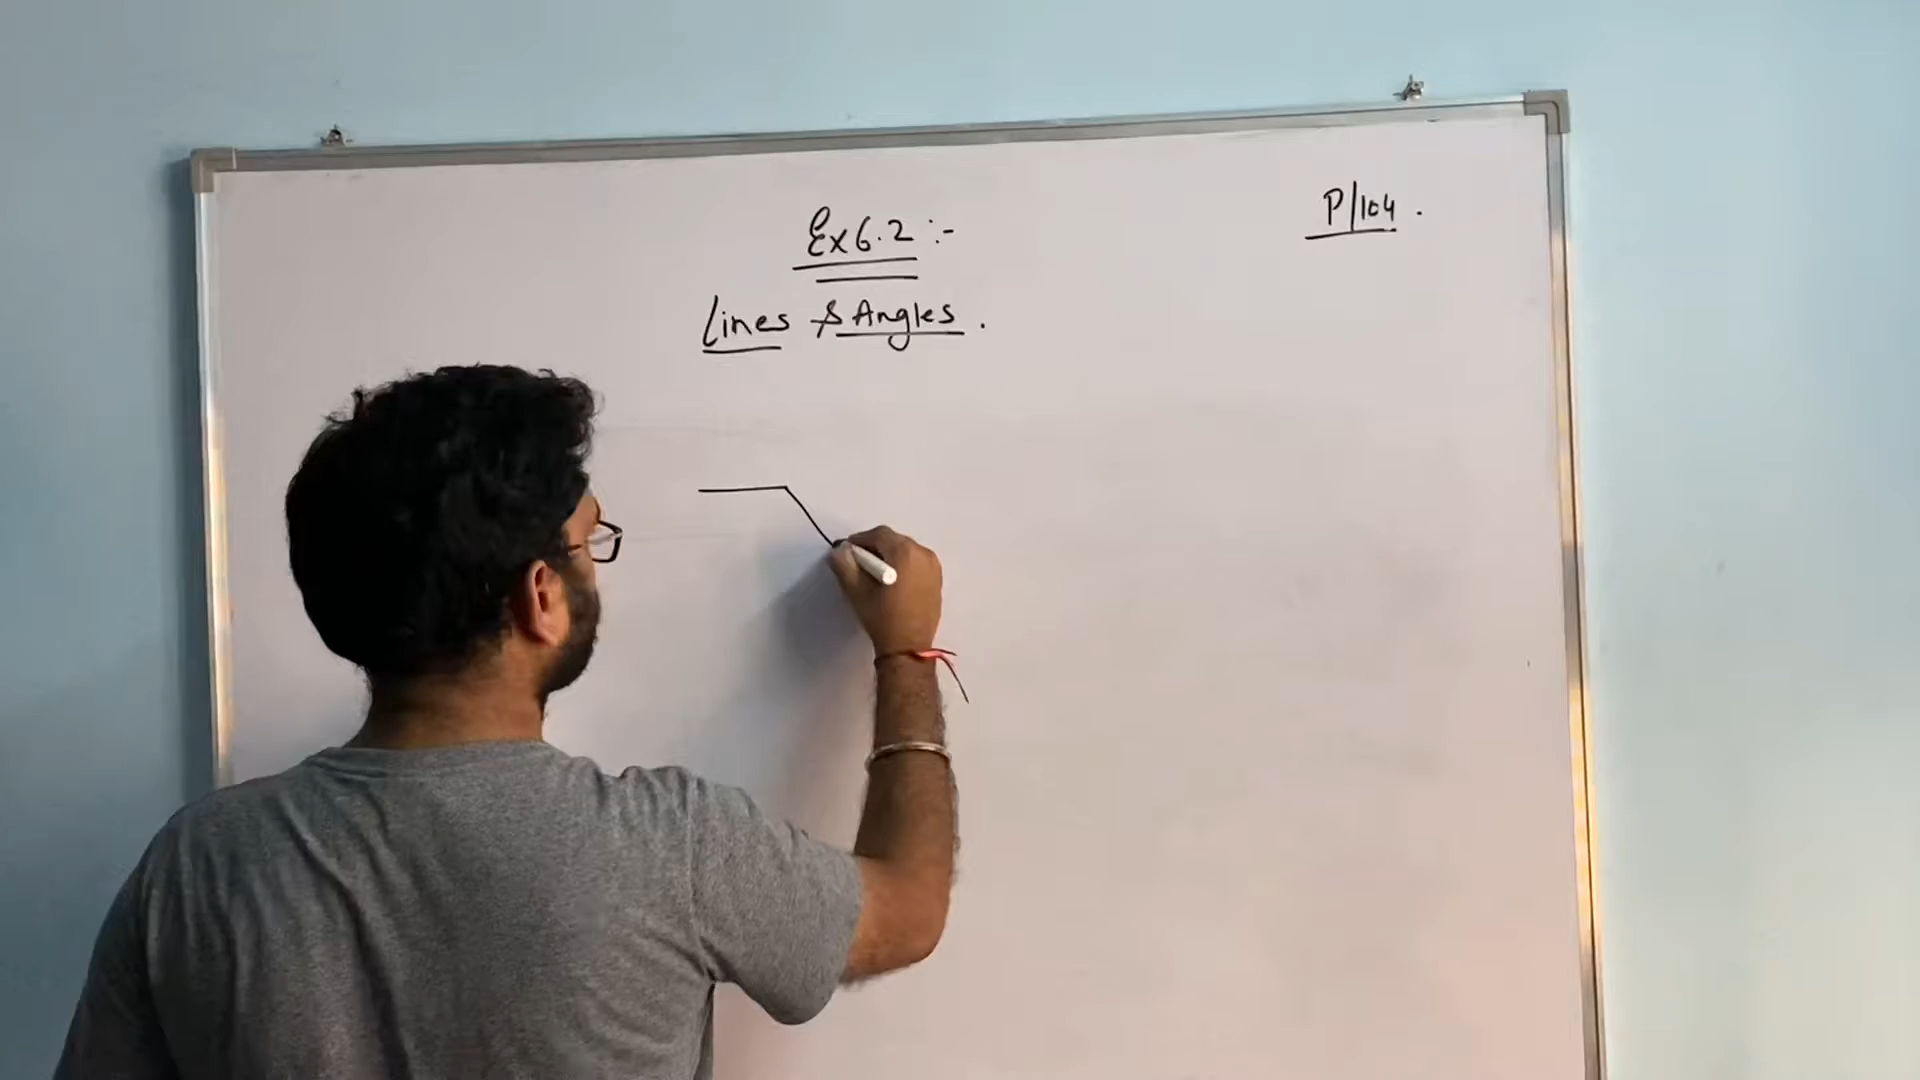 Ex 6.2 :-
P/104 .
Lines & Angles .